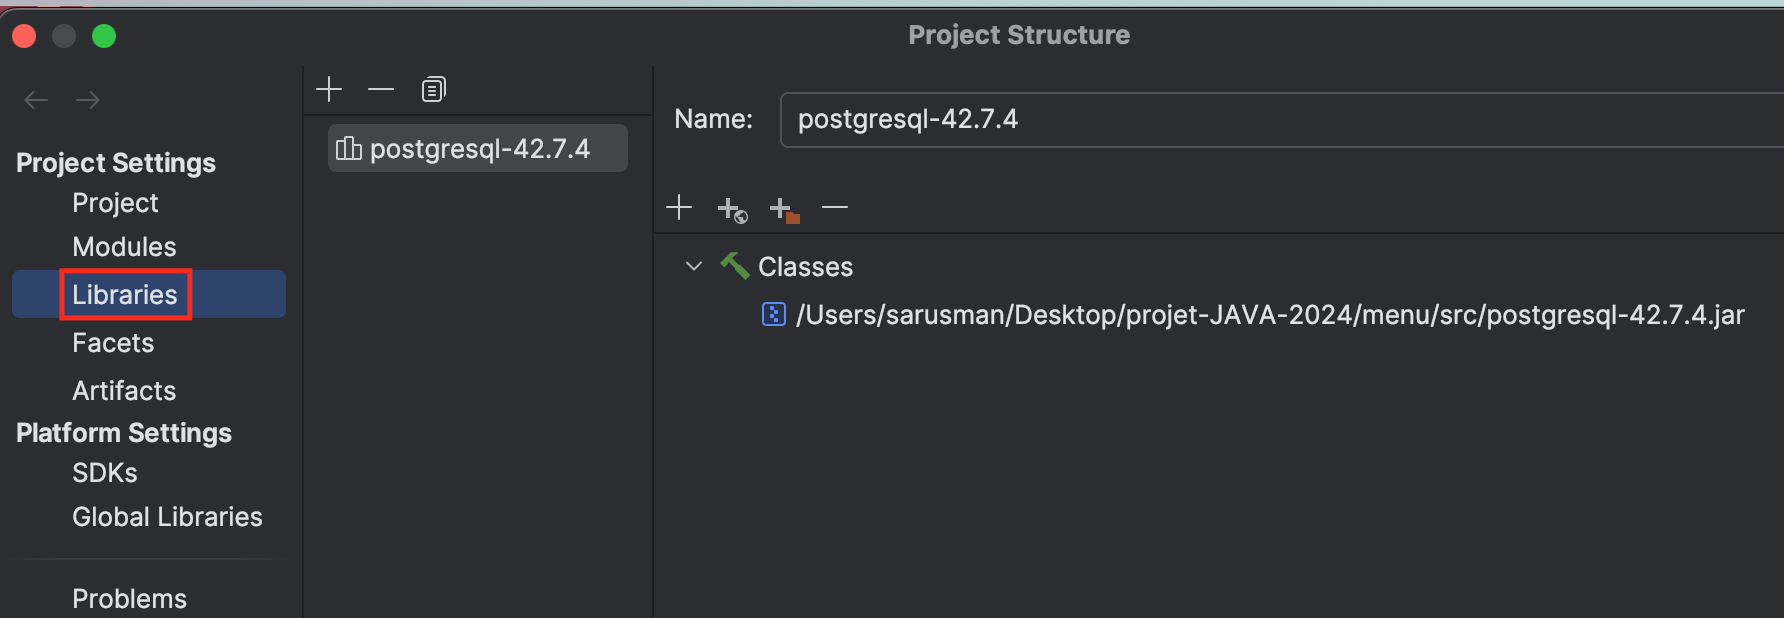 Project Structure
Project Settings
Project
Modules
Libraries
Facets
Artifacts
Platform Settings
SDKs
Global Libraries
Problems
postgresql-42.7.4
Name: postgresql-42.7.4
Classes
/Users/sarusman/Desktop/projet-JAVA-2024/menu/src/postgresql-42.7.4.jar